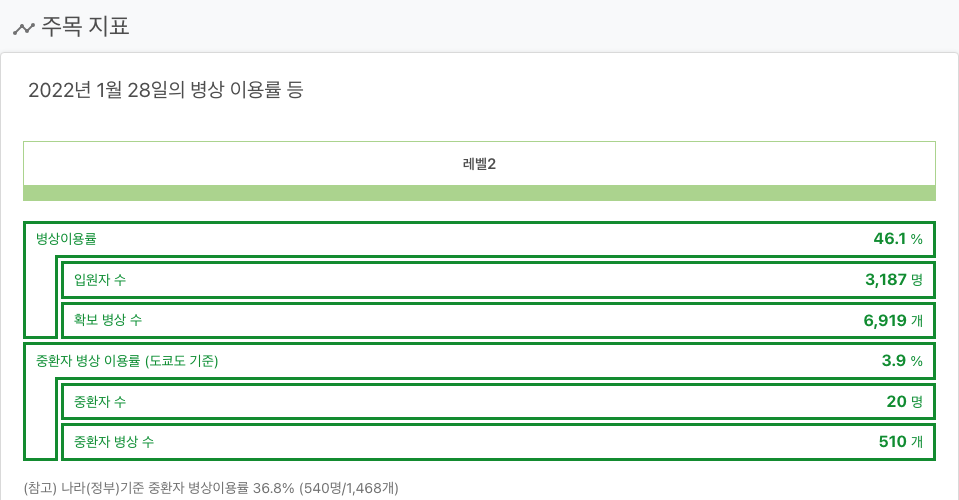 주목 지표
2022년 1월 28일의 병상 이용률 등
레벨2
병상이용률 46.1 %
입원자 수 3,187 명
확보 병상 수 6,919 개
중환자 병상 이용률 (도쿄도 기준) 3.9 %
중환자 수 20 명
중환자 병상 수 510 개
(참고) 나라(정부)기준 중환자 병상이용률 36.8% (540명/1,468개)